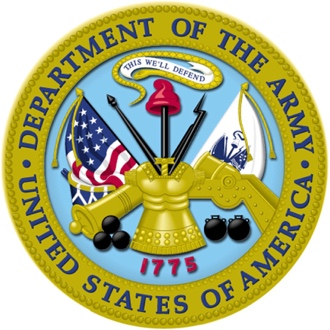 DEPARTMENT OF THE ARMY
THIS WE'LL DEFEND
1775
UNITED STATES OF AMERICA